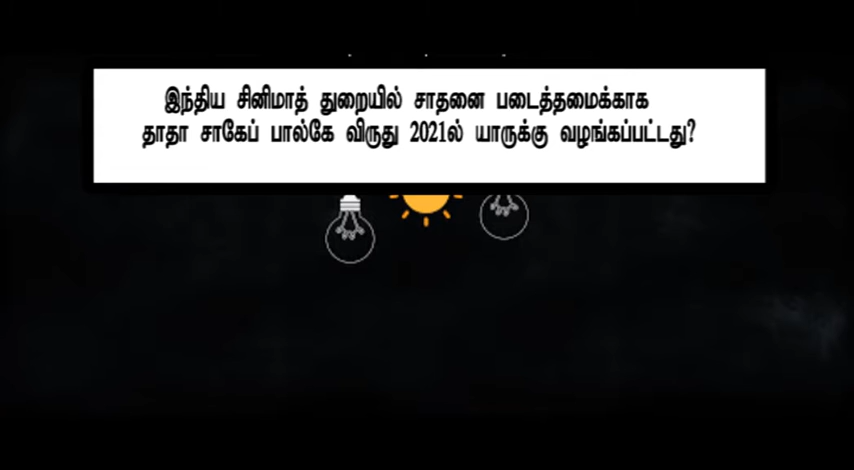 இந்திய சினிமாத் துறையில் சாதனை படைத்தமைக்காக
தாதா சாகேப் பால்கே விருது 2021ல் யாருக்கு வழங்கப்பட்டது?